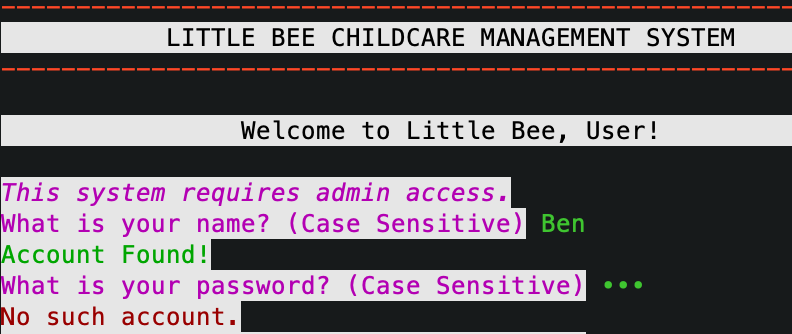 LITTLE BEE CHILDCARE MANAGEMENT SYSTEM
Welcome to Little Bee, User!
This system requires admin access.
What is your name? (Case Sensitive) Ben
Account Found!
What is your password? (Case Sensitive) •••
No such account.